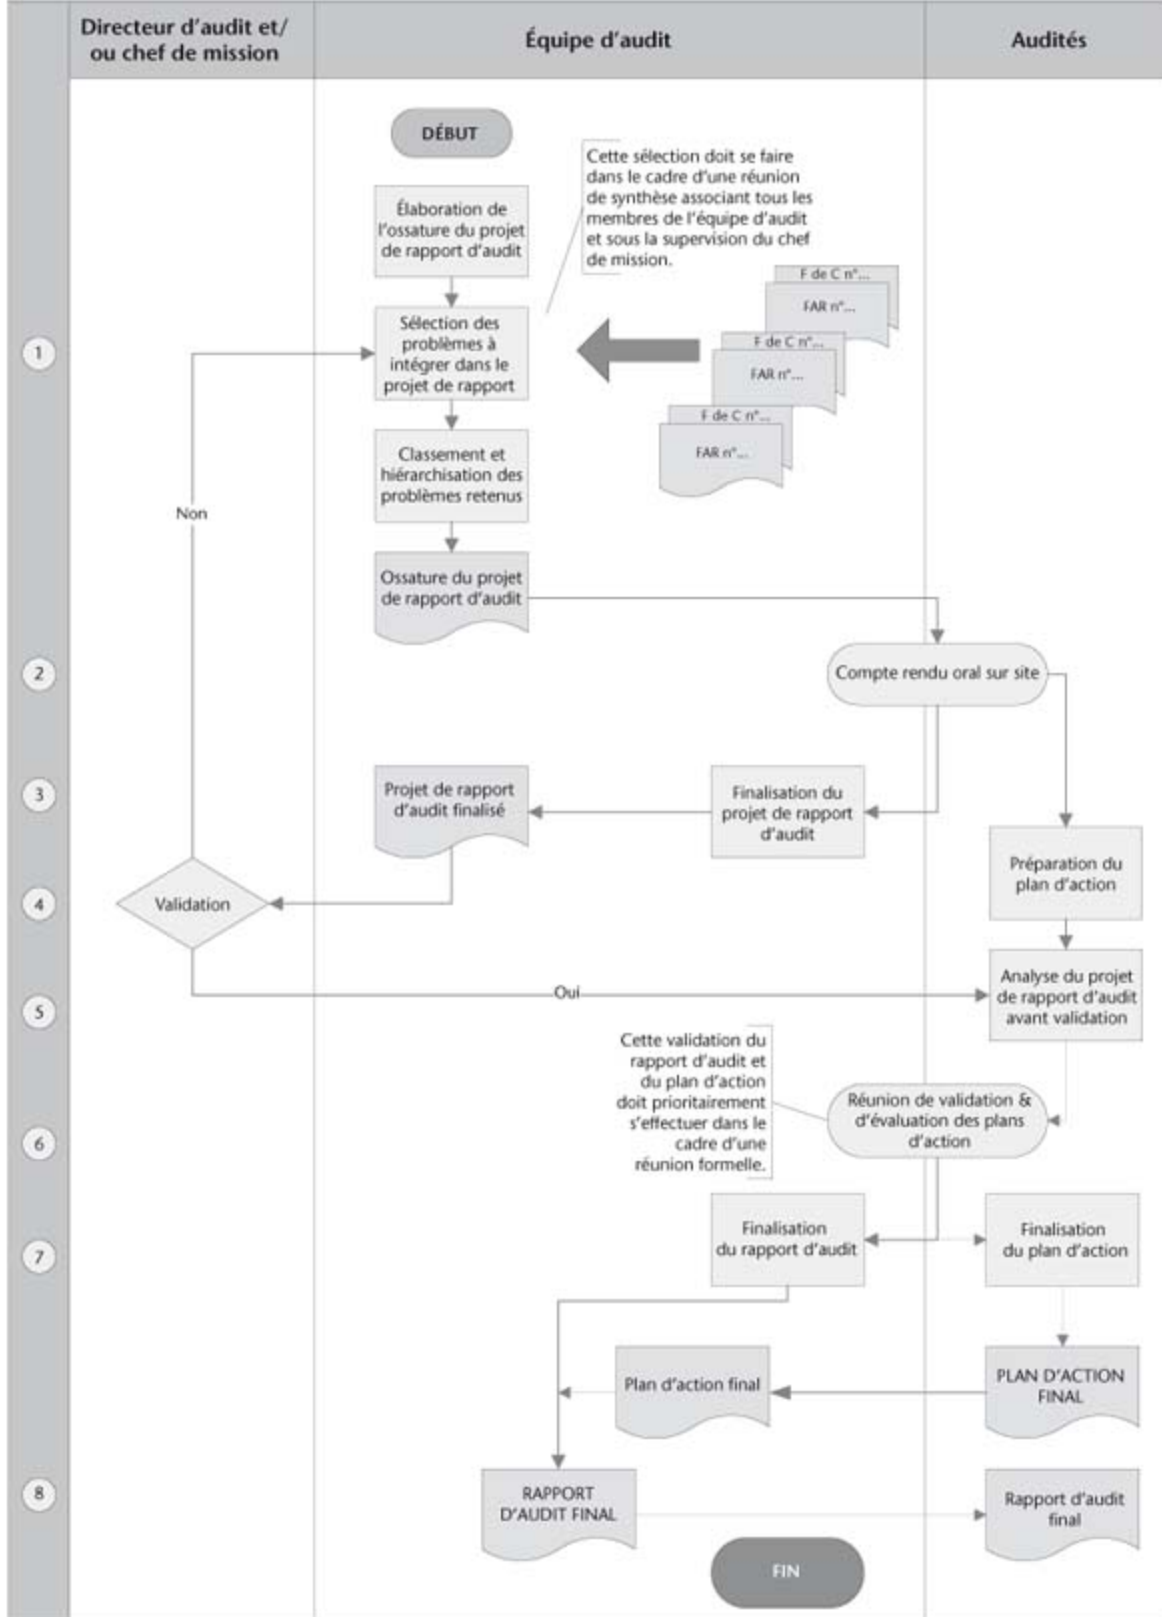 Directeur d'audit et/
ou chef de mission
Équipe d'audit
Audités
DÉBUT
Cette sélection doit se faire
dans le cadre d'une réunion
de synthèse associant tous les
membres de l'équipe d'audit
et sous la supervision du chef
de mission.
Élaboration de
l'ossature du projet
de rapport d'audit
F de C n°...
FAR n°...
F de C n°...
FAR n°...
F de C n°...
FAR n°...
1
Sélection des
problèmes à
intégrer dans le
projet de rapport
Classement et
hiérarchisation des
problèmes retenus
Non
Ossature du projet
de rapport d'audit
2
Compte rendu oral sur site
3
Projet de rapport
d'audit finalisé
Finalisation du
projet de rapport
d'audit
Préparation du
plan d'action
4
Validation
Analyse du projet
de rapport d'audit
avant validation
Oui
5
Cette validation du
rapport d'audit et
du plan d'action
doit prioritairement
s'effectuer dans le
cadre d'une
réunion formelle.
Réunion de validation &
d'évaluation des plans
d'action
6
7
Finalisation
du rapport d'audit
Finalisation
du plan d'action
Plan d'action final
PLAN D'ACTION
FINAL
8
RAPPORT
D'AUDIT FINAL
Rapport d'audit
final
FIN